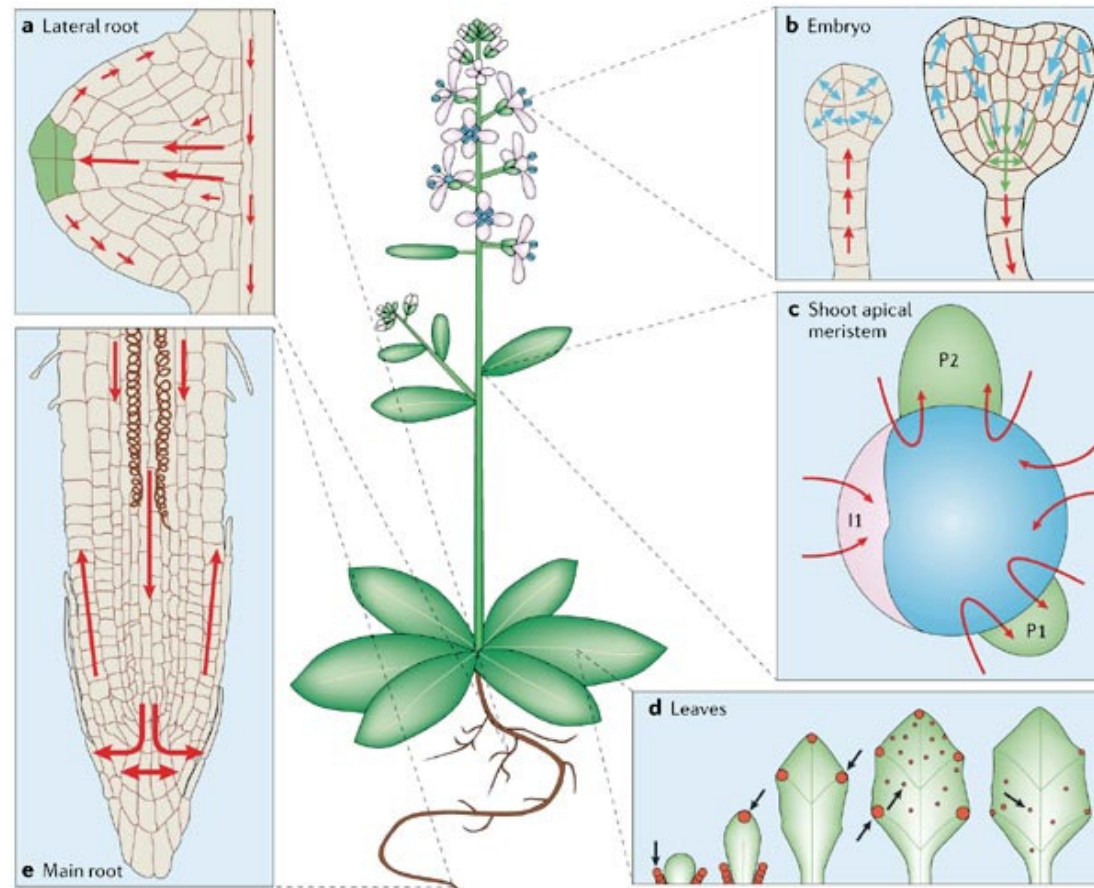 a Lateral root
b Embryo
c Shoot apical
meristem
P2
I1
P1
d Leaves
e Main root